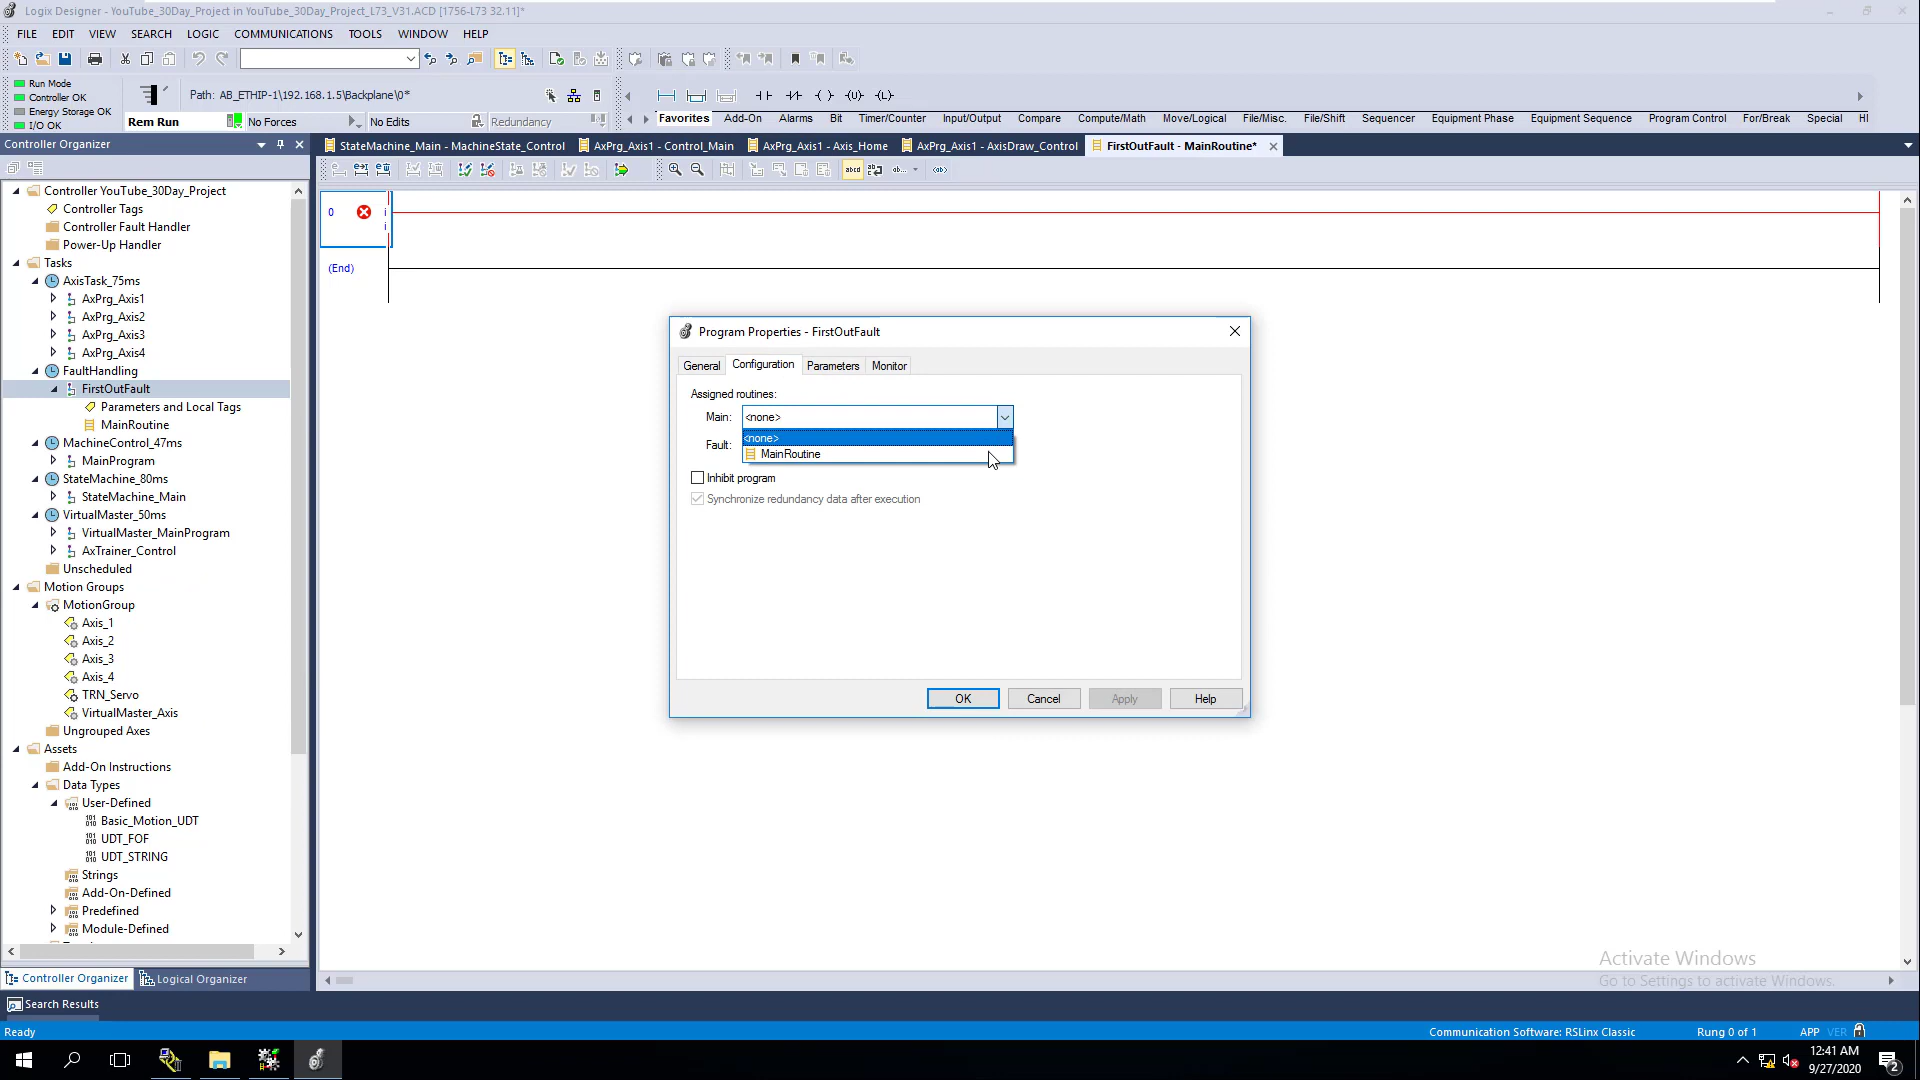 Logix Designer - YouTube_30Day_Project in YouTube_30Day_Project_L73_V31.ACD [1756-L73 32.11]*
FILE EDIT VIEW SEARCH LOGIC COMMUNICATIONS TOOLS WINDOW HELP
Run Mode
Controller OK
Energy Storage OK
I/O OK
Path: AB_ETHIP-1\192.168.1.5\Backplane\0*
Rem Run No Forces No Edits Redundancy
Favorites Add-On Alarms Bit Timer/Counter Input/Output Compare Compute/Math Move/Logical File/Misc. File/Shift Sequencer Equipment Phase Equipment Sequence Program Control For/Break Special HI
Controller Organizer
StateMachine_Main - MachineState_Control AxPrg_Axis1 - Control_Main AxPrg_Axis1 - Axis_Home AxPrg_Axis1 - AxisDraw_Control FirstOutFault - MainRoutine*
Controller YouTube_30Day_Project
Controller Tags
Controller Fault Handler
Power-Up Handler
Tasks
AxisTask_75ms
AxPrg_Axis1
AxPrg_Axis2
AxPrg_Axis3
AxPrg_Axis4
FaultHandling
FirstOutFault
Parameters and Local Tags
MainRoutine
MachineControl_47ms
MainProgram
StateMachine_80ms
StateMachine_Main
VirtualMaster_50ms
VirtualMaster_MainProgram
AxTrainer_Control
Unscheduled
Motion Groups
MotionGroup
Axis_1
Axis_2
Axis_3
Axis_4
TRN_Servo
VirtualMaster_Axis
Ungrouped Axes
Assets
Add-On Instructions
Data Types
User-Defined
Basic_Motion_UDT
UDT_FOF
UDT_STRING
Strings
Add-On-Defined
Predefined
Module-Defined
Controller Organizer Logical Organizer
0 i
i
(End)
Program Properties - FirstOutFault
General Configuration Parameters Monitor
Assigned routines:
Main: <none>
<none>
Fault:
MainRoutine
Inhibit program
Synchronize redundancy data after execution
OK Cancel Apply Help
Activate Windows
Go to Settings to activate Windows.
Search Results
Ready Communication Software: RSLinx Classic Rung 0 of 1 APP VER
12:41 AM
9/27/2020
2